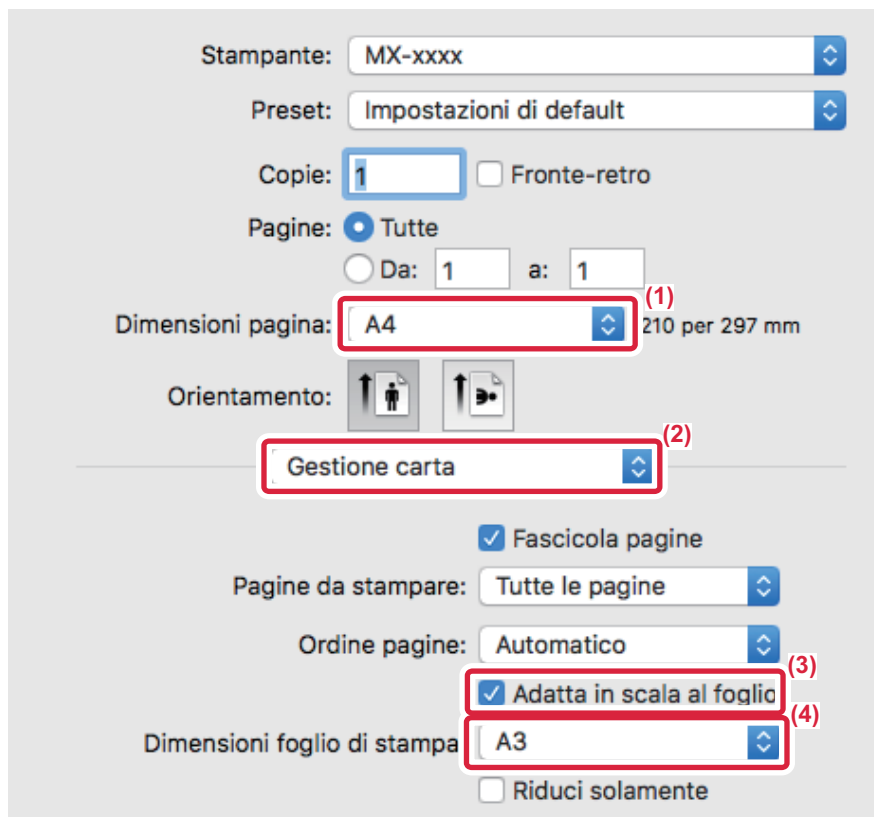 Stampante: MX-xxxx
Preset: Impostazioni di default
Copie: 1 Fronte-retro
Pagine: Tutte
Da: 1 a: 1
(1)
Dimensioni pagina: A4 210 per 297 mm
Orientamento:
(2)
Gestione carta
Fascicola pagine
Pagine da stampare: Tutte le pagine
Ordine pagine: Automatico
(3)
Adatta in scala al foglio
(4)
Dimensioni foglio di stampa A3
Riduci solamente